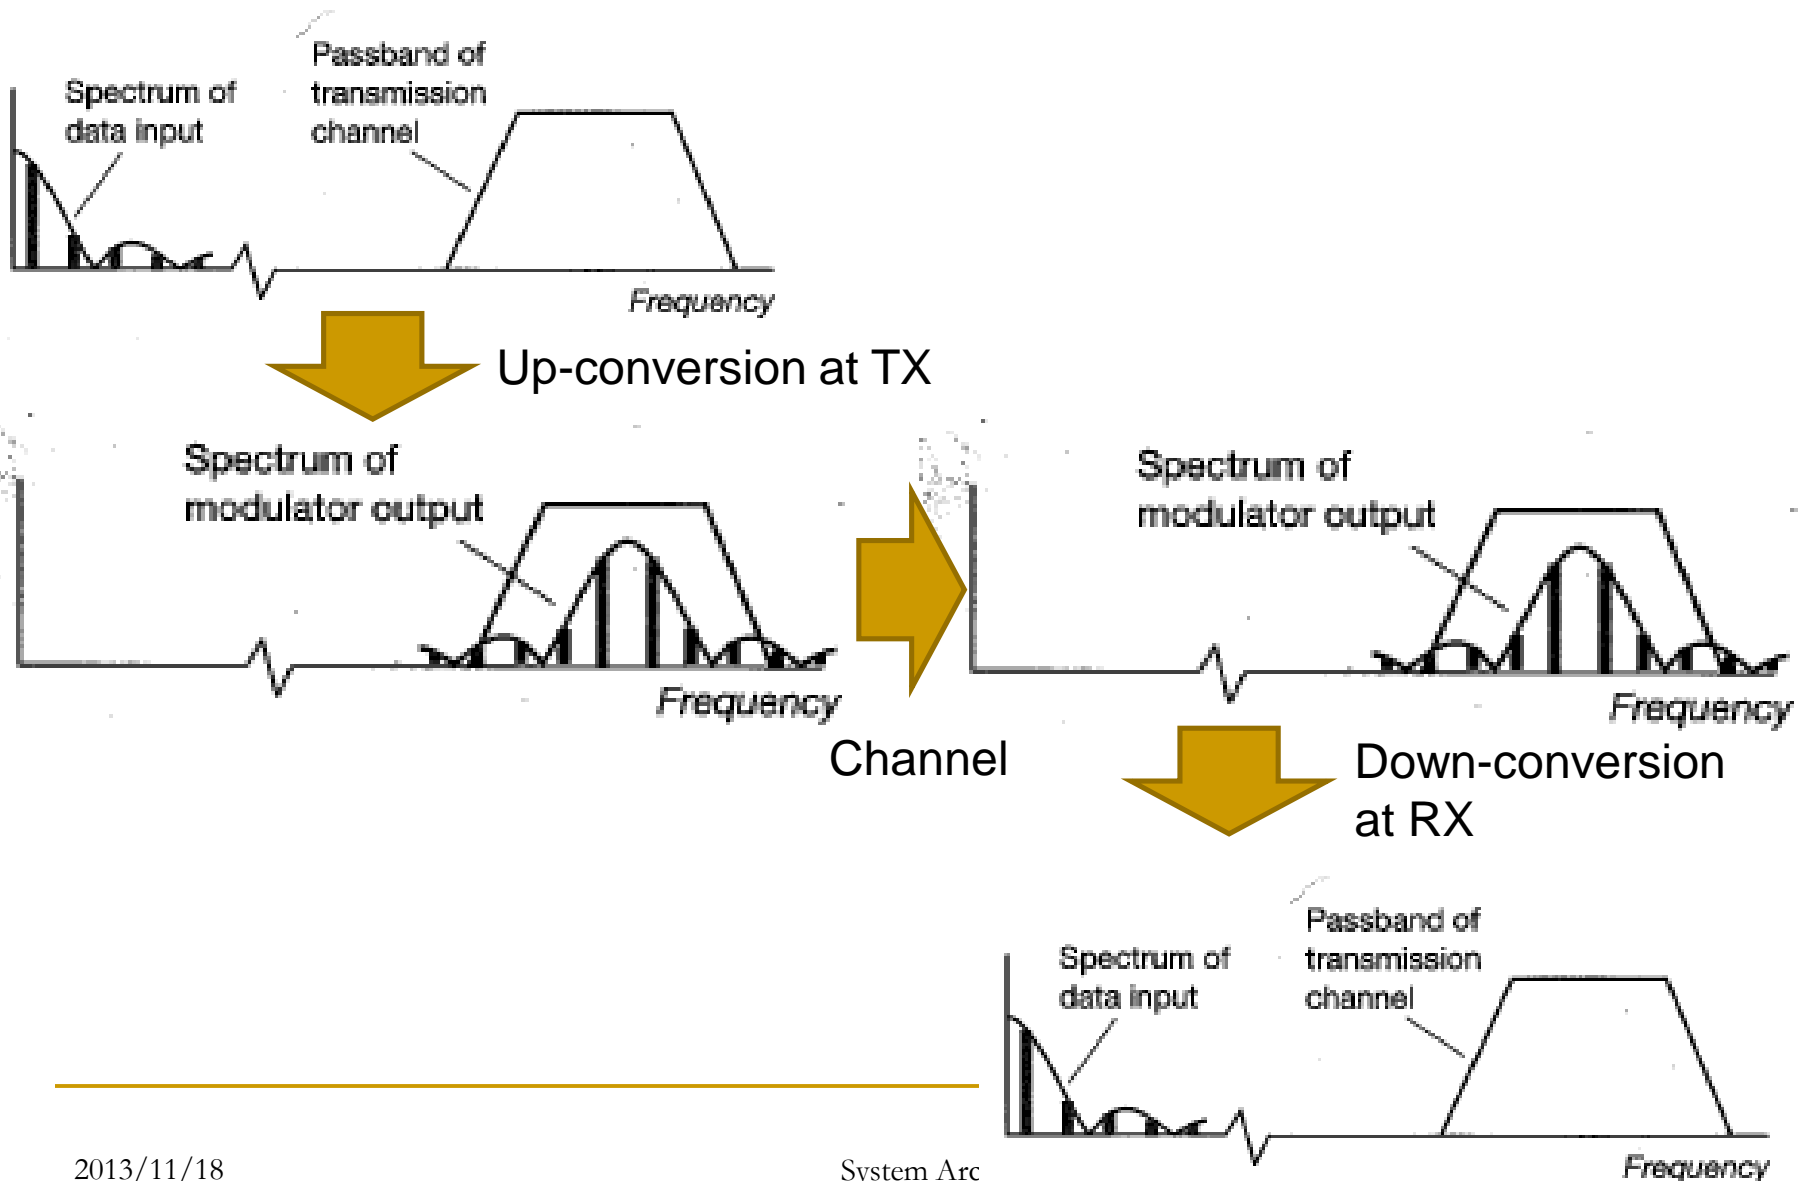 Spectrum of
data input
Passband of
transmission
channel
Frequency
Up-conversion at TX
Spectrum of
modulator output
Frequency
Channel
Spectrum of
modulator output
Frequency
Down-conversion
at RX
Spectrum of
data input
Passband of
transmission
channel
Frequency
2013/11/18
System Arc